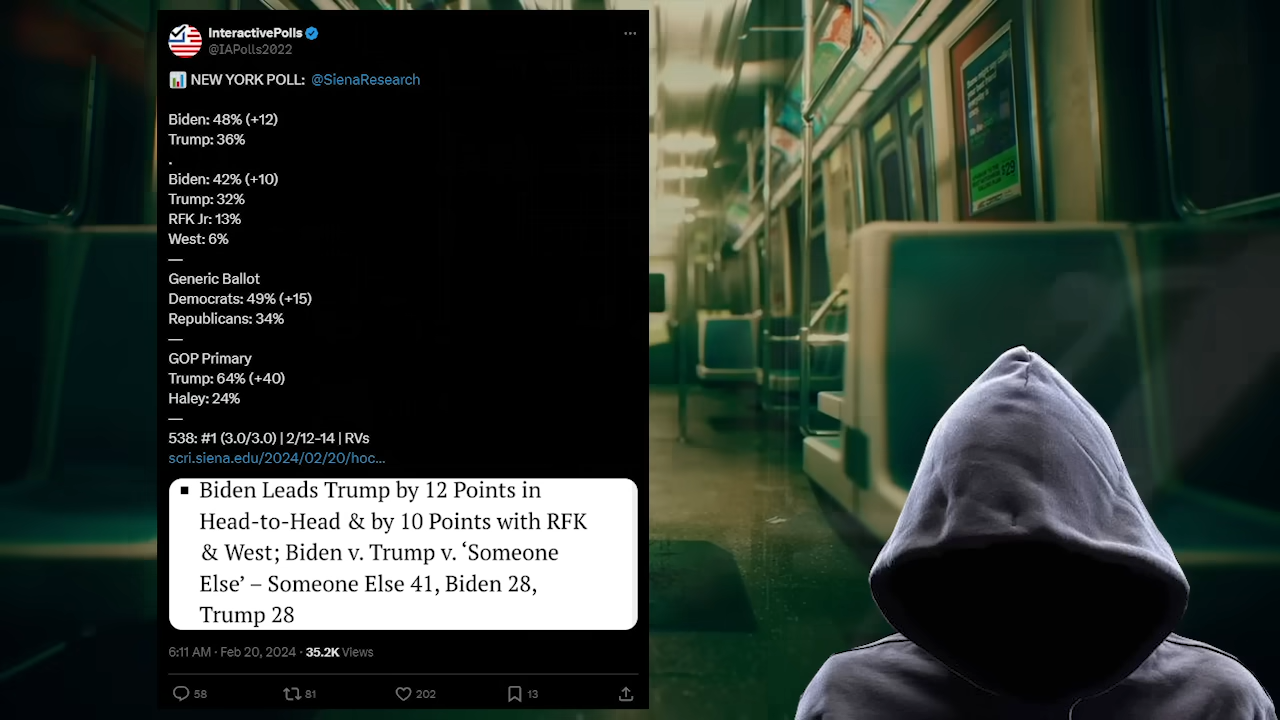 InteractivePolls
@IAPolls2022
📊 NEW YORK POLL: @SienaResearch
Biden: 48% (+12)
Trump: 36%
.
Biden: 42% (+10)
Trump: 32%
RFK Jr: 13%
West: 6%
—
Generic Ballot
Democrats: 49% (+15)
Republicans: 34%
—
GOP Primary
Trump: 64% (+40)
Haley: 24%
—
538: #1 (3.0/3.0) | 2/12-14 | RVs
scri.siena.edu/2024/02/20/hoc...
▪ Biden Leads Trump by 12 Points in
Head-to-Head & by 10 Points with RFK
& West; Biden v. Trump v. ‘Someone
Else’ – Someone Else 41, Biden 28,
Trump 28
6:11 AM · Feb 20, 2024 · 35.2K Views
58 81 202 13
£29